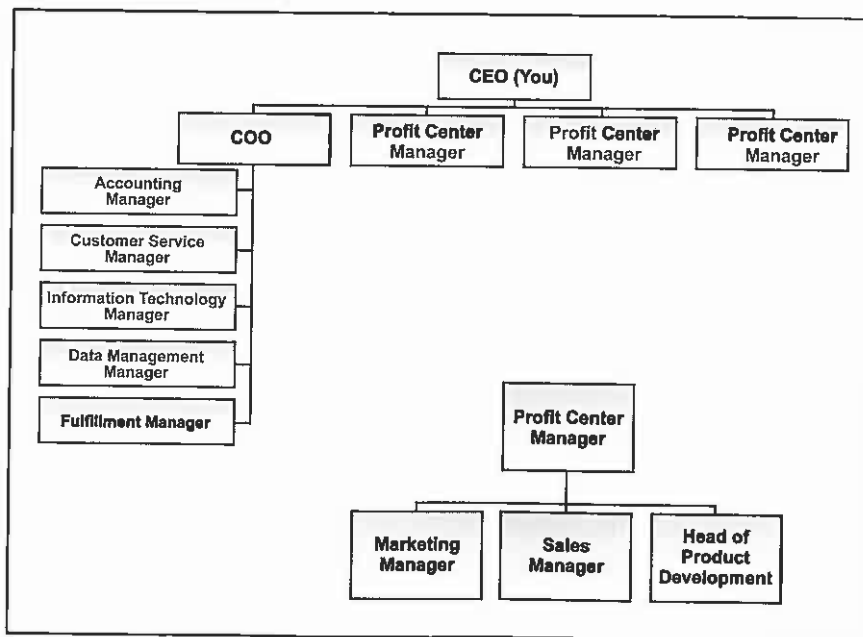 CEO (You)
COO
Profit Center
Manager
Profit Center
Manager
Profit Center
Manager
Accounting
Manager
Customer Service
Manager
Information Technology
Manager
Data Management
Manager
Fulfillment Manager
Profit Center
Manager
Marketing
Manager
Sales
Manager
Head of
Product
Development